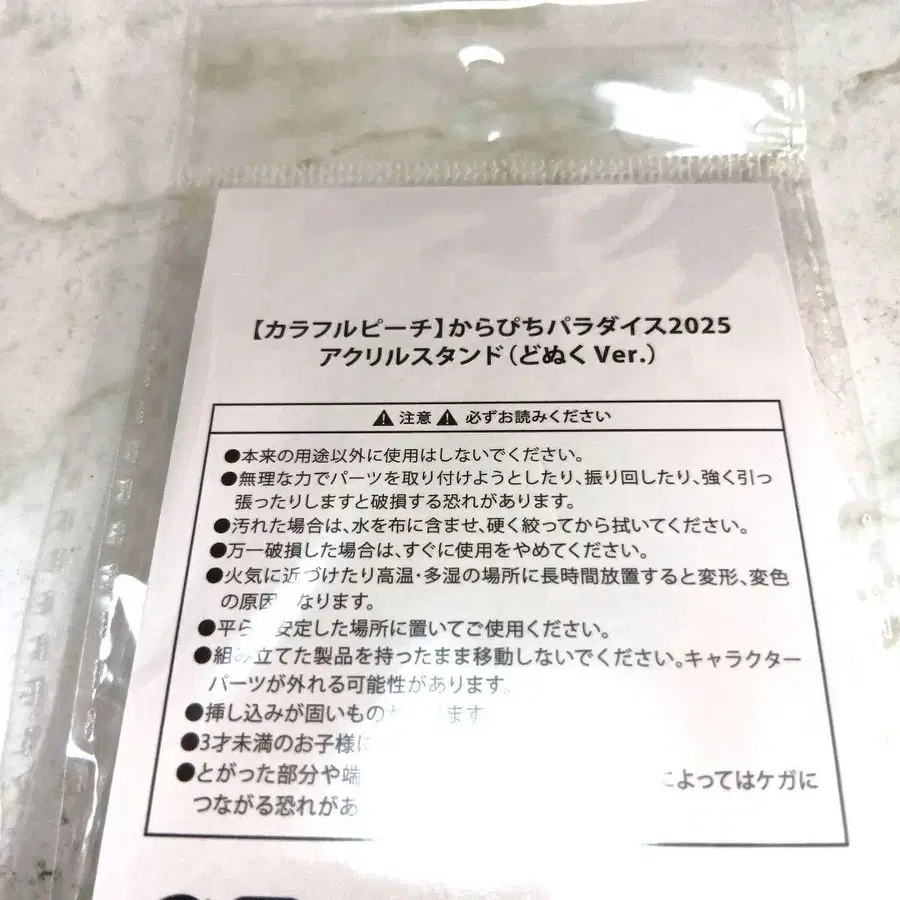 【カラフルピーチ】からぴちパラダイス2025
アクリルスタンド(どぬく Ver.)
注意 必ずお読みください
●本来の用途以外に使用はしないでください。
●無理な力でパーツを取り付けようとしたり、振り回したり、強く引っ
張ったりしますと破損する恐れがあります。
●汚れた場合は、水を布に含ませ、硬く絞ってから拭いてください。
●万一破損した場合は、すぐに使用をやめてください。
●火気に近づけたり高温・多湿の場所に長時間放置すると変形、変色
の原因 なります。
●平ら 安定した場所に置いてご使用ください。
●組み立てた製品を持ったまま移動しないでください。キャラクター
パーツが外れる可能性があります。
●挿し込みが固いもの ます
●3才未満のお子様に
●とがった部分や端 によってはケガに
つながる恐れがあ